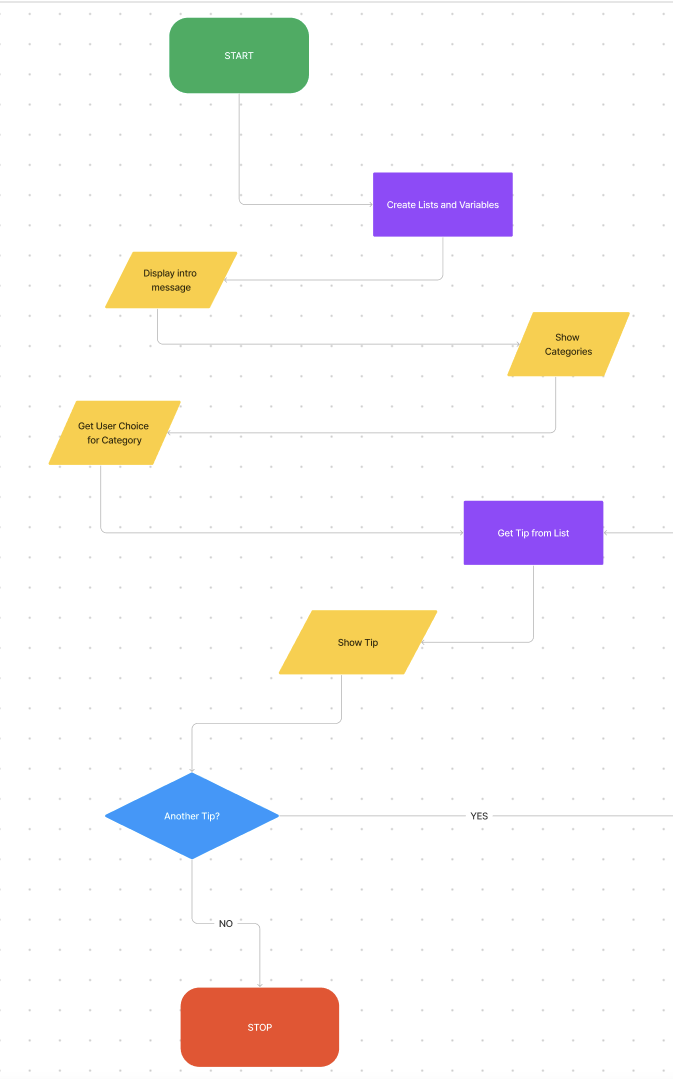 START
Create Lists and Variables
Display intro
message
Show
Categories
Get User Choice
for Category
Get Tip from List
Show Tip
Another Tip?
YES
NO
STOP